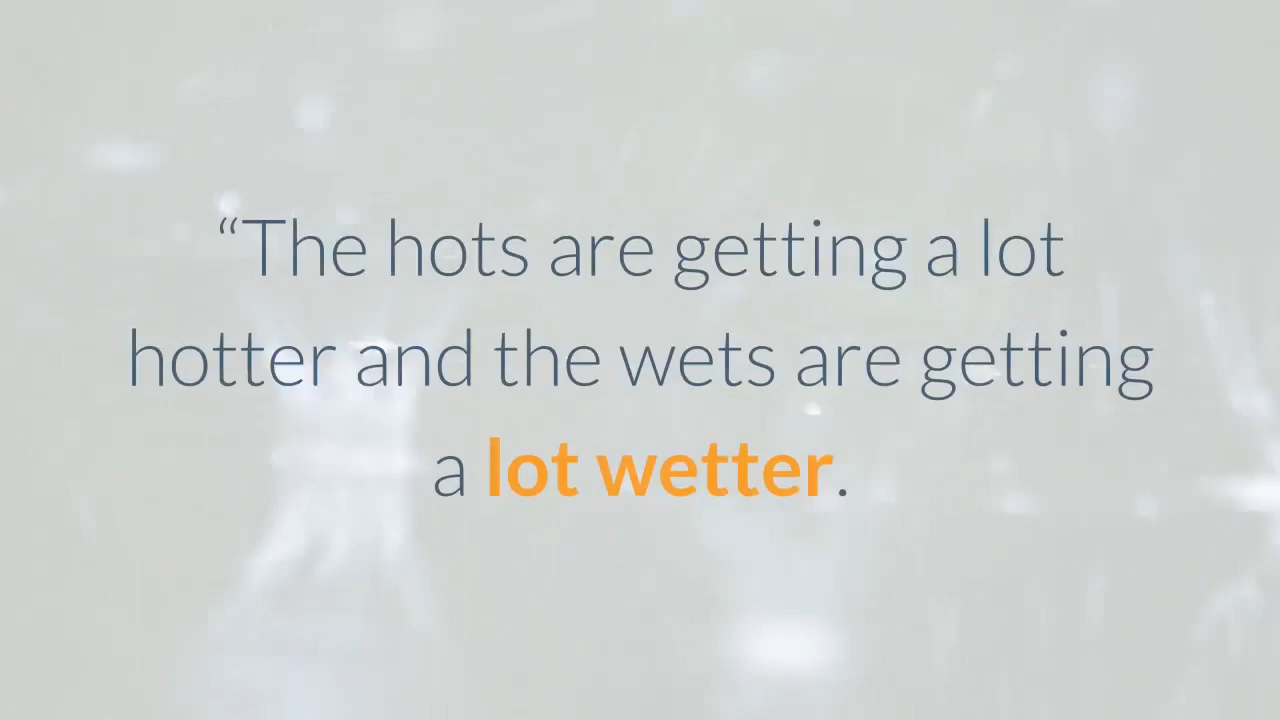 “The hots are getting a lot
hotter and the wets are getting
a lot wetter.